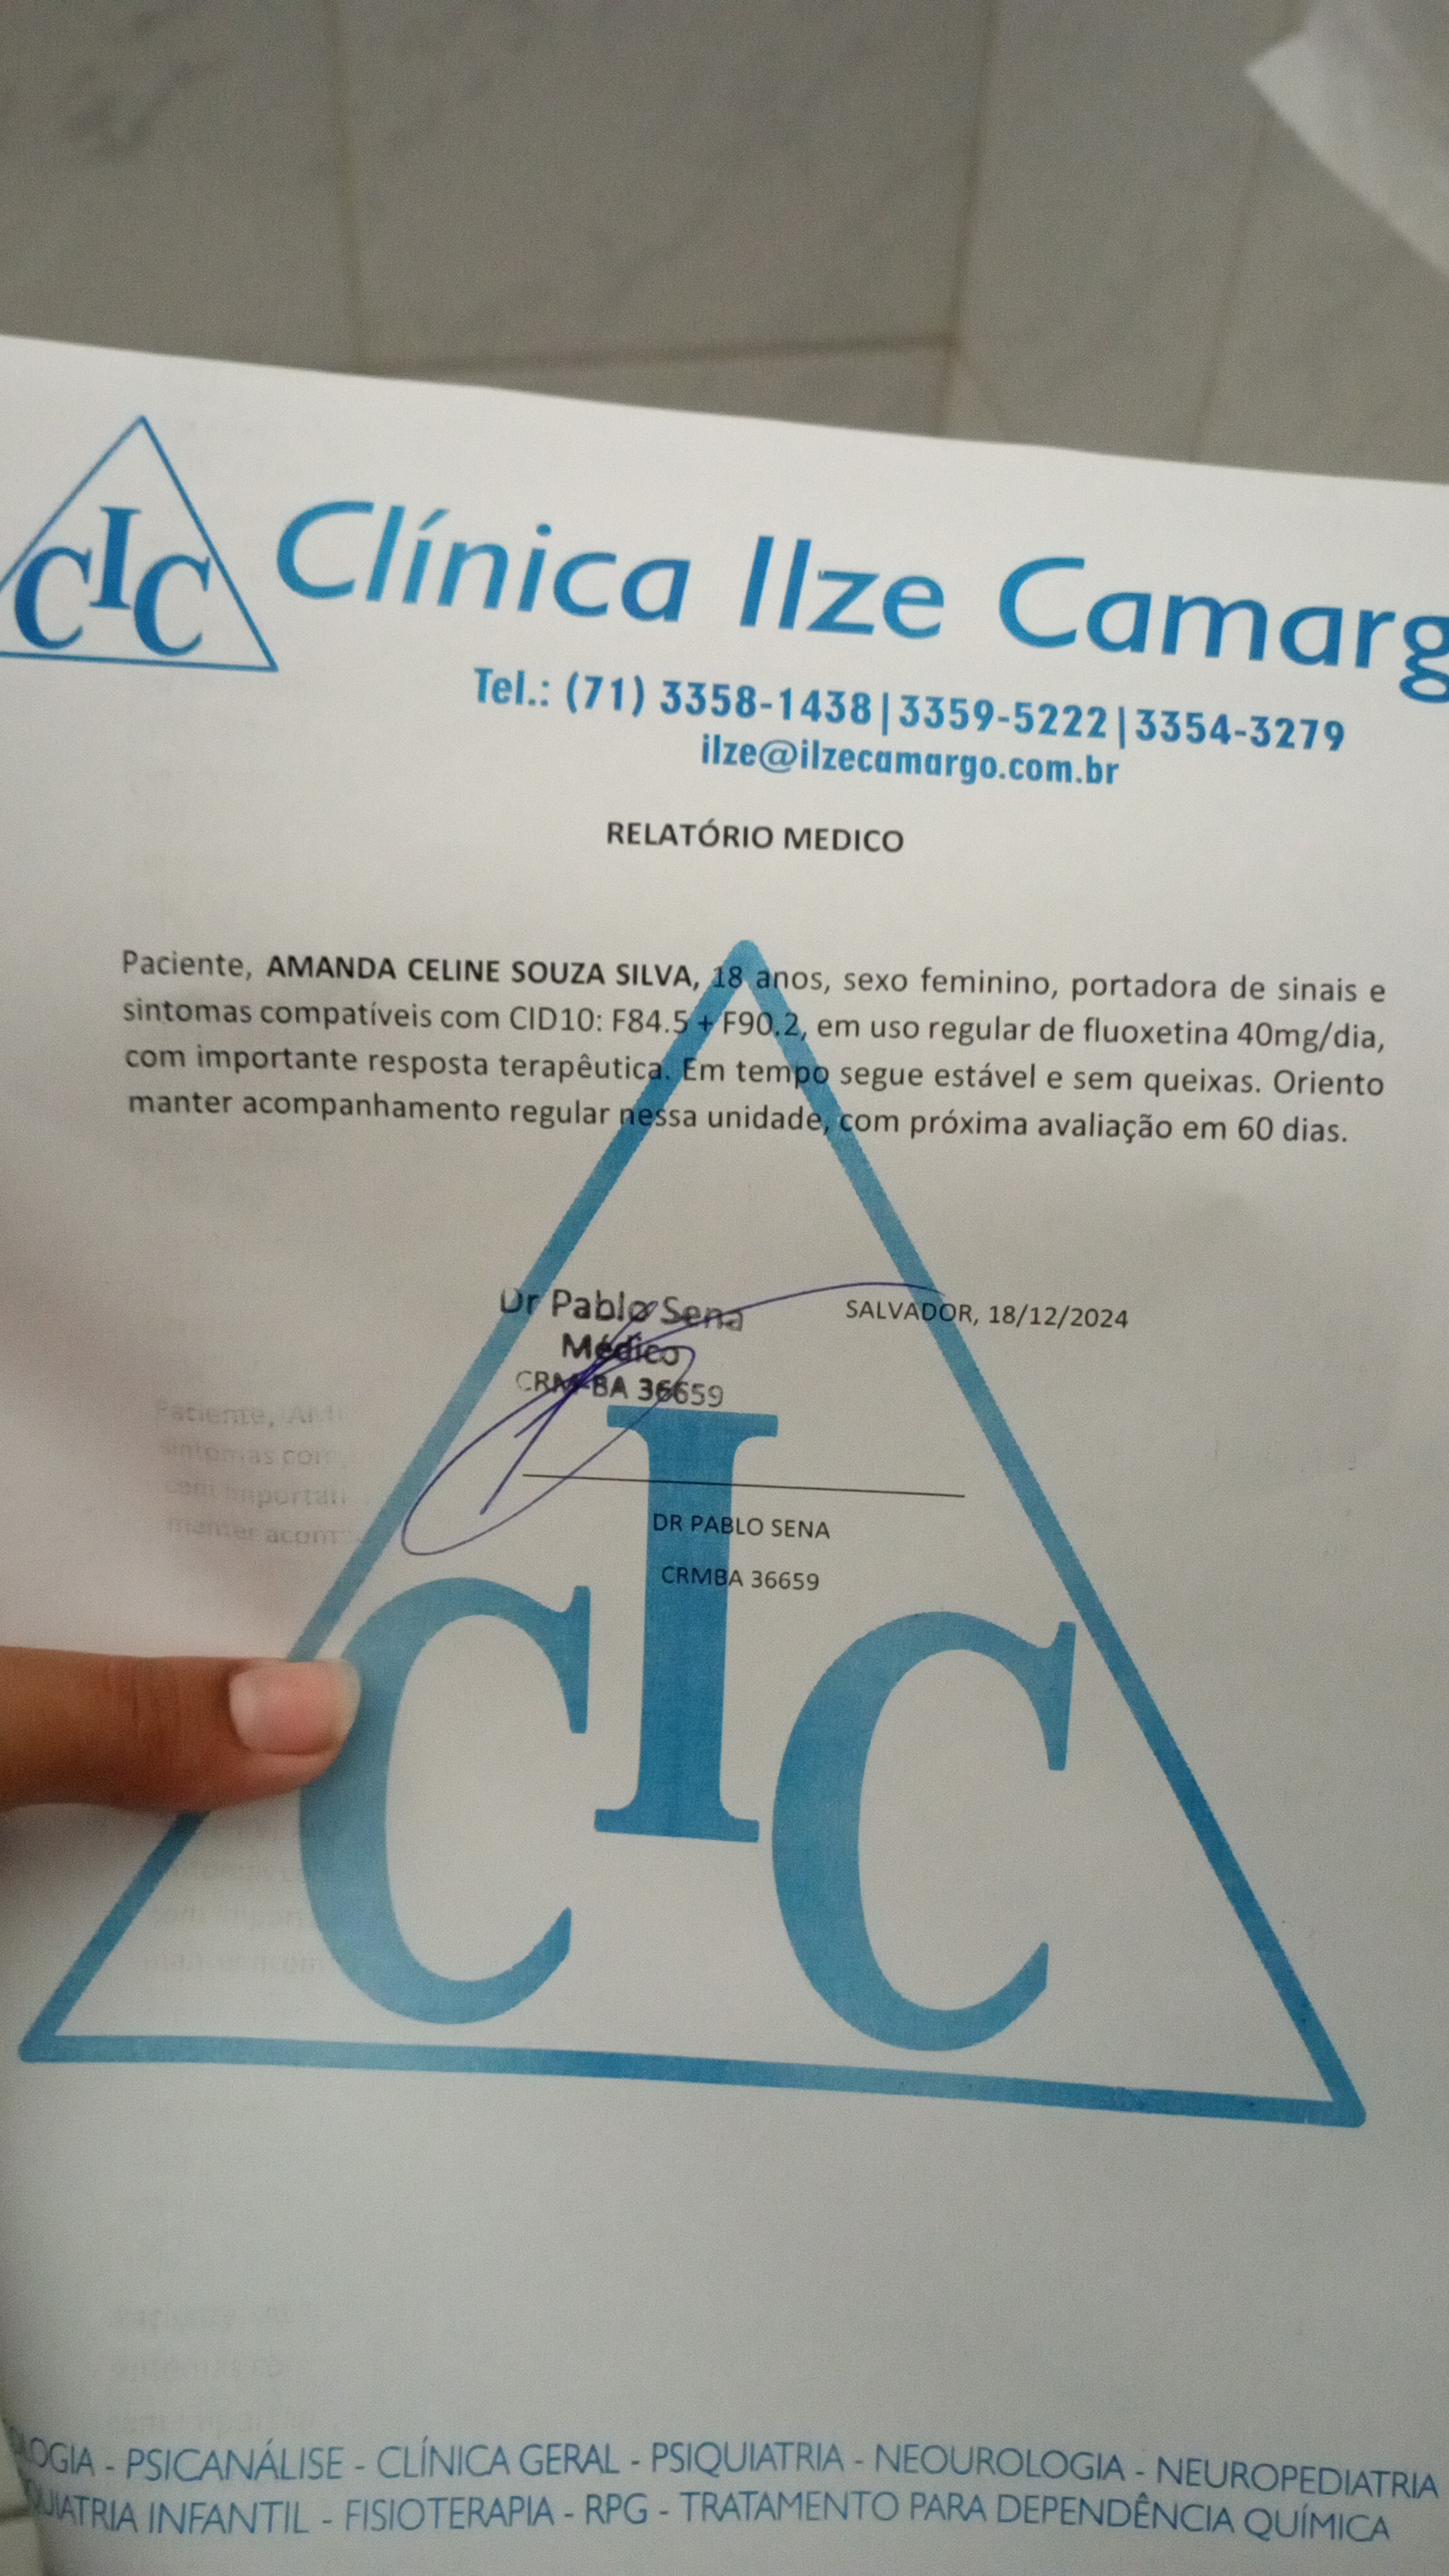 CIC
Clínica Ilze Camarg
Tel.: (71) 3358-1438|3359-5222|3354-3279
ilze@ilzecamargo.com.br
RELATÓRIO MEDICO
Paciente, AMANDA CELINE SOUZA SILVA, 18 anos, sexo feminino, portadora de sinais e
sintomas compatíveis com CID10: F84.5 + F90.2, em uso regular de fluoxetina 40mg/dia,
com importante resposta terapêutica. Em tempo segue estável e sem queixas. Oriento
manter acompanhamento regular nessa unidade, com próxima avaliação em 60 dias.
SALVADOR, 18/12/2024
Dr Pablo Sena
Médico
CRM-BA 36659
DR PABLO SENA
CRMBA 36659
CIC
OLOGIA - PSICANÁLISE - CLÍNICA GERAL - PSIQUIATRIA - NEOUROLOGIA - NEUROPEDIATRIA
QUIATRIA INFANTIL - FISIOTERAPIA - RPG - TRATAMENTO PARA DEPENDÊNCIA QUÍMICA